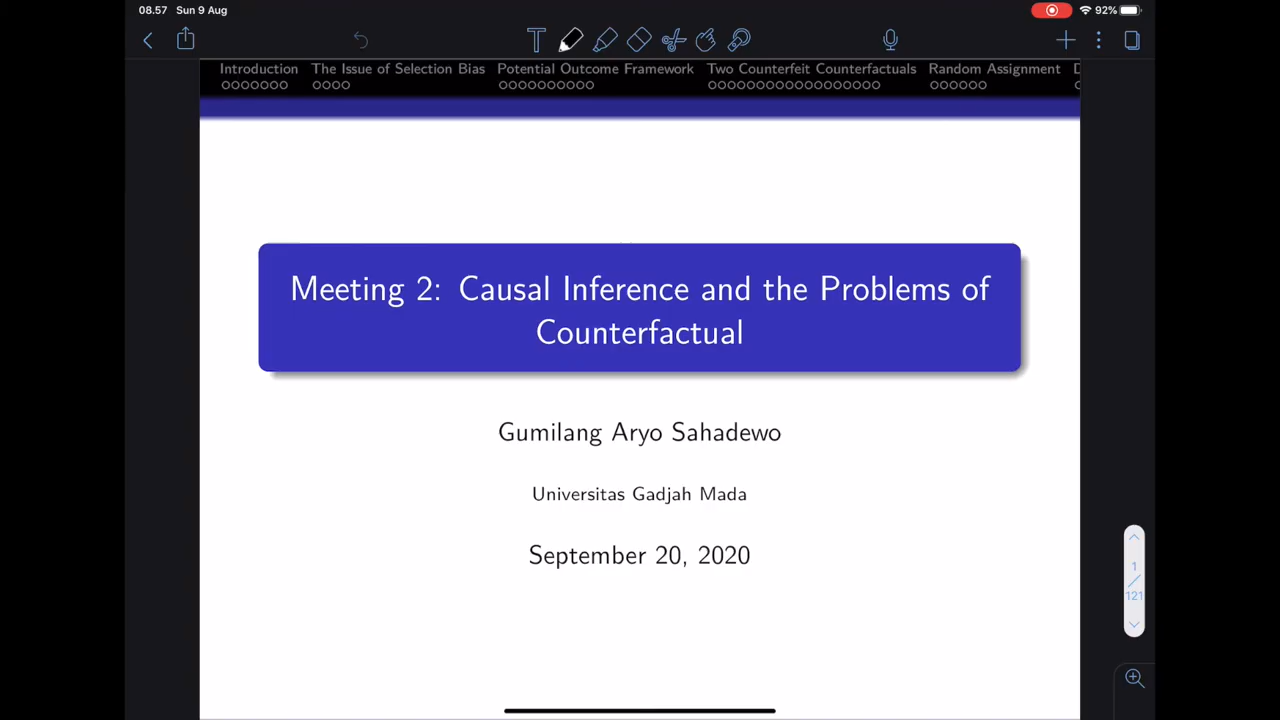 08.57 Sun 9 Aug
92%
Introduction The Issue of Selection Bias Potential Outcome Framework Two Counterfeit Counterfactuals Random Assignment D
Meeting 2: Causal Inference and the Problems of
Counterfactual
Gumilang Aryo Sahadewo
Universitas Gadjah Mada
September 20, 2020
1
/
121